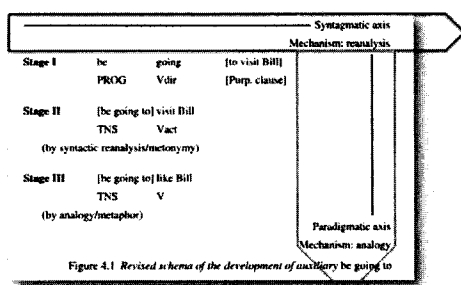 Syntagmatic axis
Mechanism: reanalysis
Stage I be going [to visit Bill]
PROG Vdir [Purp. clause]
Stage II [be going to] visit Bill
TNS Vact
(by syntactic reanalysis/metonymy)
Stage III [be going to] like Bill
TNS V
(by analogy/metaphor)
Paradigmatic axis
Mechanism: analogy
Figure 4.1 Revised schema of the development of auxiliary be going to